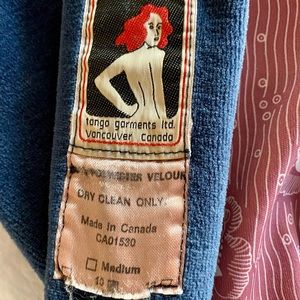 tango garments ltd.
vancouver canada
POLYESTER VELOUR
DRY CLEAN ONLY
Made in Canada
CA01530
Medium